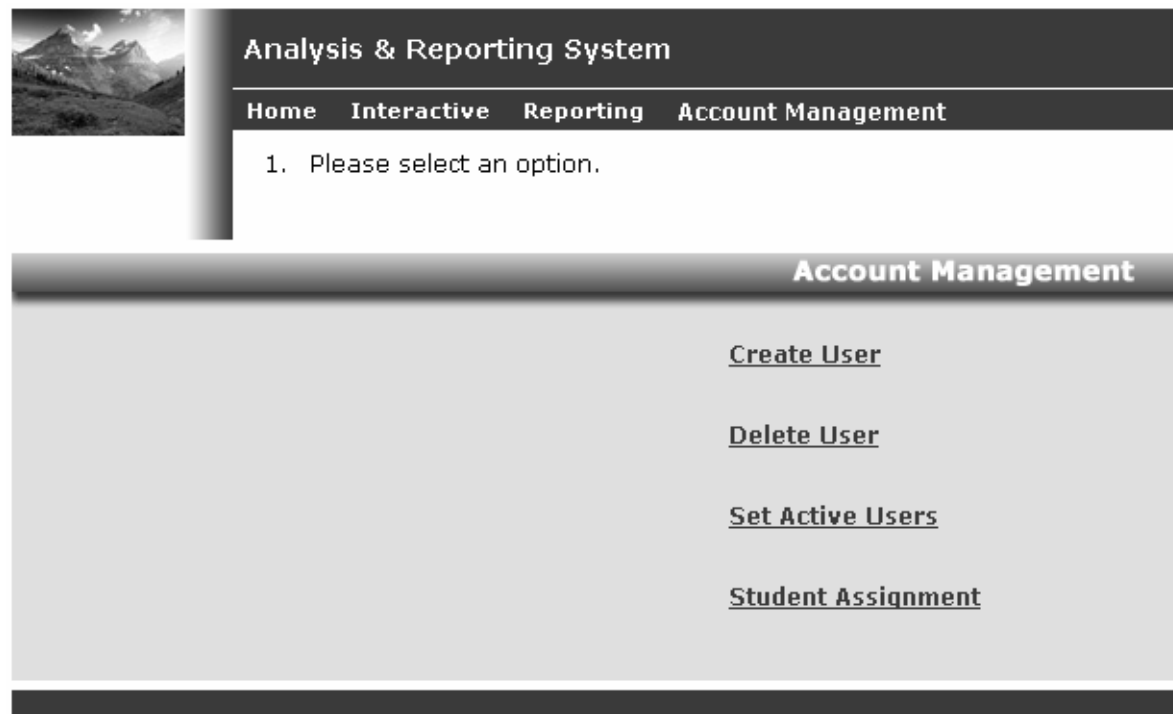 Analysis & Reporting System
Home Interactive Reporting Account Management
1. Please select an option.
Account Management
Create User
Delete User
Set Active Users
Student Assignment